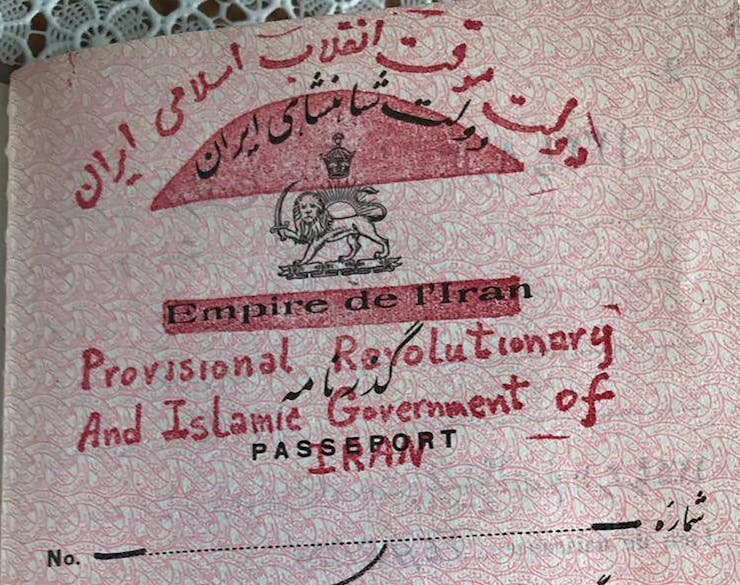 دولت موقت انقلاب اسلامی ایران
دولت شاهنشاهی ایران
Empire de l'Iran
Provisional Revolutionary
گذرنامه
And Islamic Government of
PASSEPORT
IRAN
شماره
No.